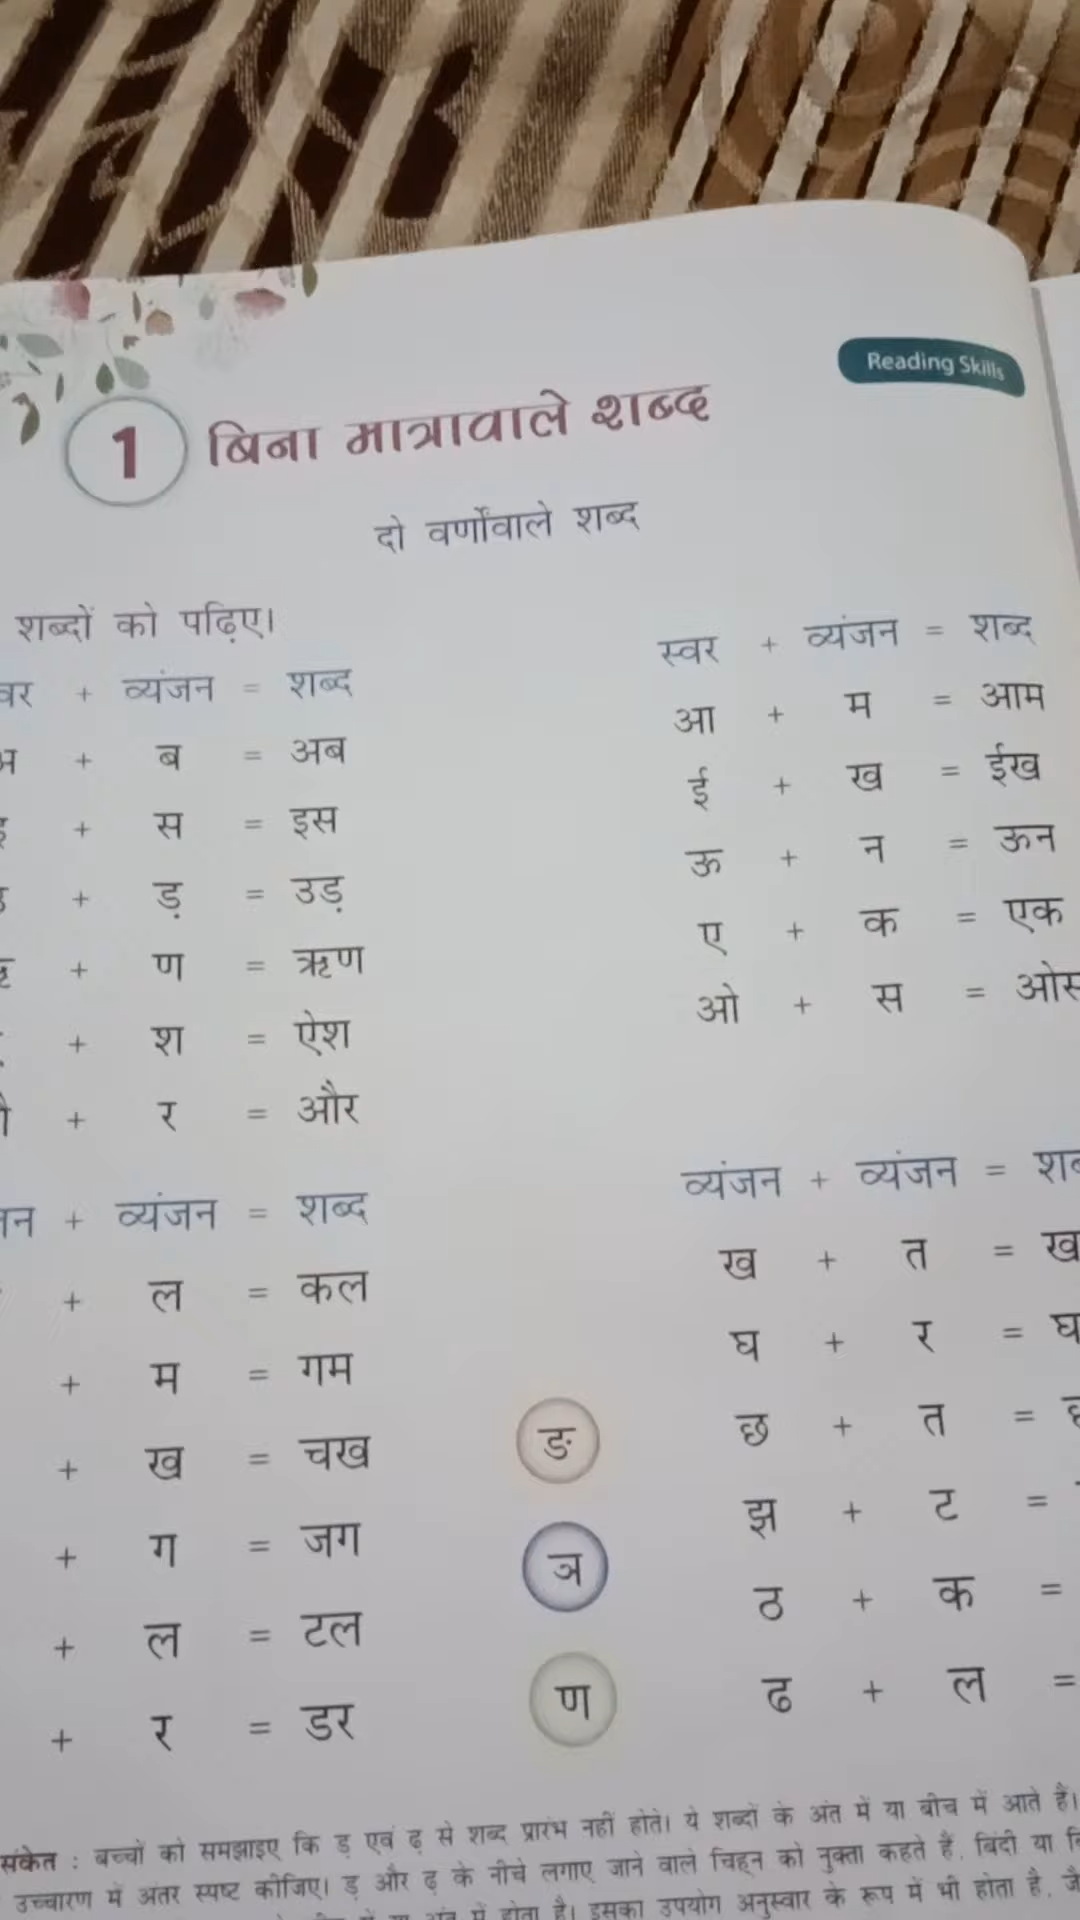 Reading Skills
1 बिना मात्रावाले शब्द
दो वर्णोंवाले शब्द
शब्दों को पढ़िए।
+ व्यंजन = शब्द
+ ब = अब
+ स = इस
+ ड़ = उड़
+ ण = ऋण
+ श = ऐश
+ र = और
स्वर + व्यंजन = शब्द
आ + म = आम
ई + ख = ईख
ऊ + न = ऊन
ए + क = एक
ओ + स = ओस
+ व्यंजन = शब्द
+ ल = कल
+ म = गम
+ ख = चख
+ ग = जग
+ ल = टल
+ र = डर
ङ
ञ
ण
व्यंजन + व्यंजन =
ख + त =
घ + र =
छ + त =
झ + ट =
ठ + क =
ढ + ल =
संकेत : बच्चों को समझाइए कि ड़ एवं ढ़ से शब्द प्रारंभ नहीं होते। ये शब्दों के अंत में या बीच में आते हैं।
उच्चारण में अंतर स्पष्ट कीजिए। ड़ और ढ़ के नीचे लगाए जाने वाले चिह्न को नुक्ता कहते हैं, बिंदी या
में या अंत में होता है। इसका उपयोग अनुस्वार के रूप में भी होता है,